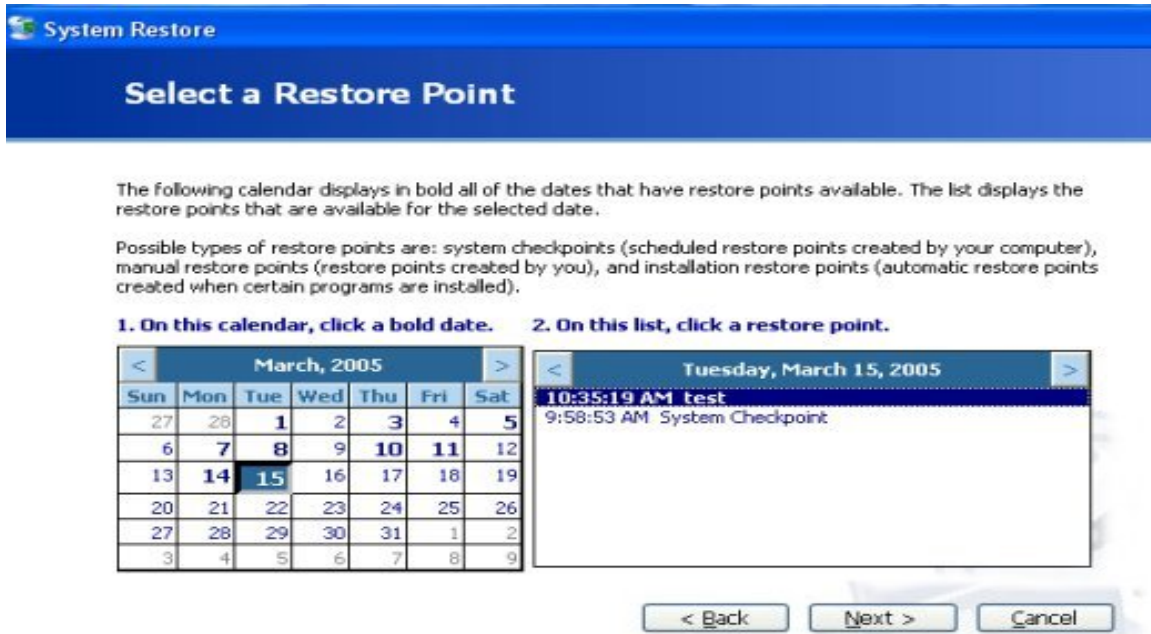 System Restore
Select a Restore Point
The following calendar displays in bold all of the dates that have restore points available. The list displays the
restore points that are available for the selected date.
Possible types of restore points are: system checkpoints (scheduled restore points created by your computer),
manual restore points (restore points created by you), and installation restore points (automatic restore points
created when certain programs are installed).
1. On this calendar, click a bold date.
2. On this list, click a restore point.
< March, 2005 >
Sun Mon Tue Wed Thu Fri Sat
27 28 1 2 3 4 5
6 7 8 9 10 11 12
13 14 15 16 17 18 19
20 21 22 23 24 25 26
27 28 29 30 31 1 2
3 4 5 6 7 8 9
< Tuesday, March 15, 2005 >
10:35:19 AM test
9:58:53 AM System Checkpoint
< Back Next > Cancel